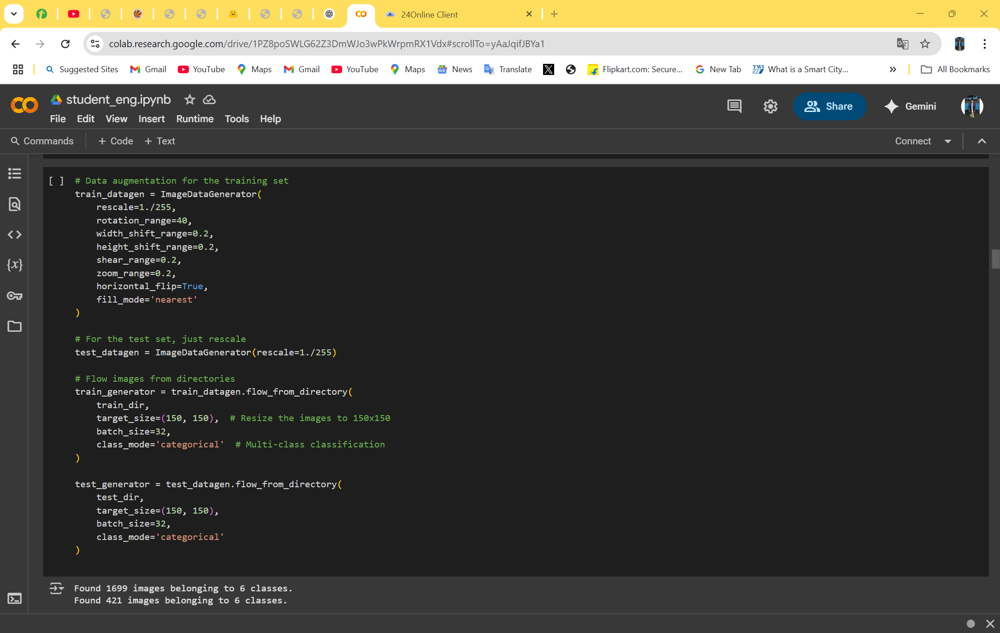 24Online Client
colab.research.google.com/drive/1PZ8poSWLG62Z3DmWJo3wPkWrpmRX1Vdx#scrollTo=yAaJqifJBYa1
Suggested Sites Gmail YouTube Maps Gmail YouTube Maps News Translate Flipkart.com: Secure... New Tab What is a Smart City... All Bookmarks
student_eng.ipynb
File Edit View Insert Runtime Tools Help
Share Gemini
Commands + Code + Text Connect
[ ] # Data augmentation for the training set
train_datagen = ImageDataGenerator(
    rescale=1./255,
    rotation_range=40,
    width_shift_range=0.2,
    height_shift_range=0.2,
    shear_range=0.2,
    zoom_range=0.2,
    horizontal_flip=True,
    fill_mode='nearest'
)
# For the test set, just rescale
test_datagen = ImageDataGenerator(rescale=1./255)
# Flow images from directories
train_generator = train_datagen.flow_from_directory(
    train_dir,
    target_size=(150, 150),  # Resize the images to 150x150
    batch_size=32,
    class_mode='categorical'  # Multi-class classification
)
test_generator = test_datagen.flow_from_directory(
    test_dir,
    target_size=(150, 150),
    batch_size=32,
    class_mode='categorical'
)
Found 1699 images belonging to 6 classes.
Found 421 images belonging to 6 classes.